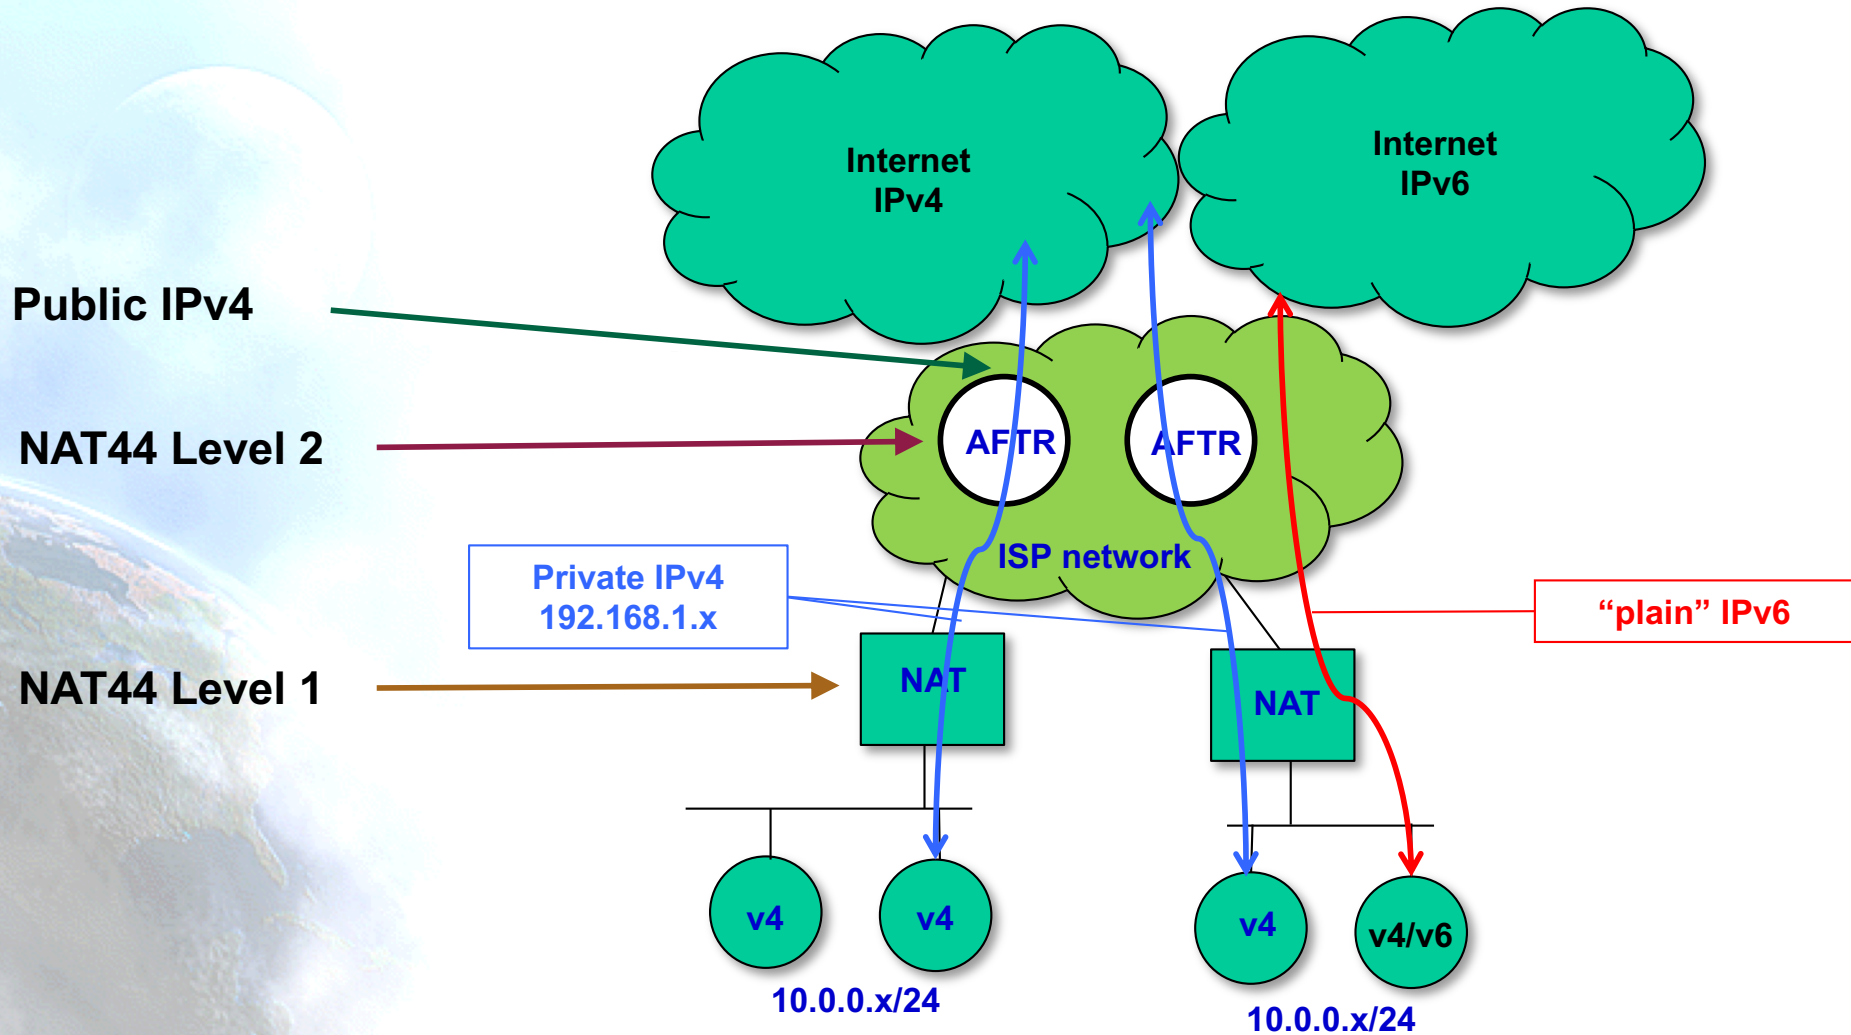 Internet
IPv4
Internet
IPv6
Public IPv4
NAT44 Level 2
AFTR
AFTR
ISP network
Private IPv4
192.168.1.x
“plain” IPv6
NAT44 Level 1
NAT
NAT
v4
v4
v4
v4/v6
10.0.0.x/24
10.0.0.x/24